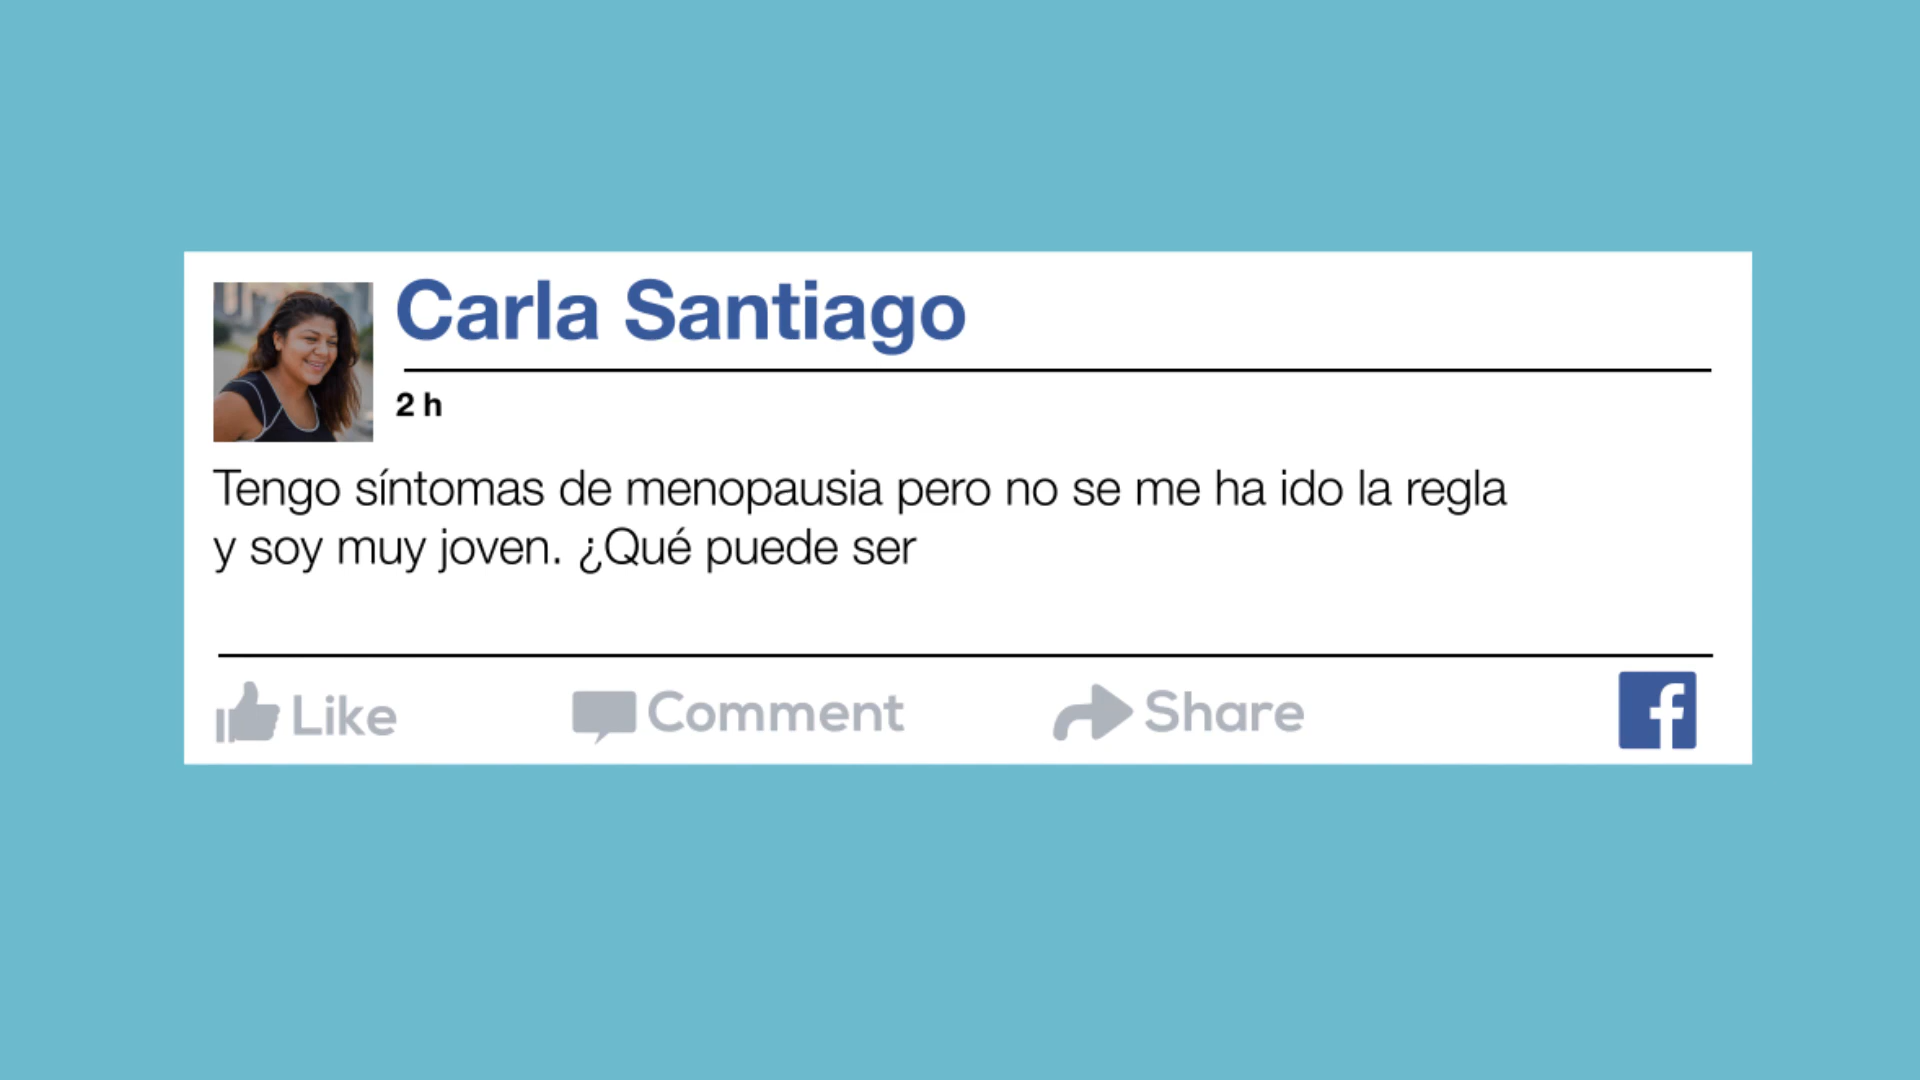 Carla Santiago
2 h
Tengo síntomas de menopausia pero no se me ha ido la regla
y soy muy joven. ¿Qué puede ser
Like Comment Share f